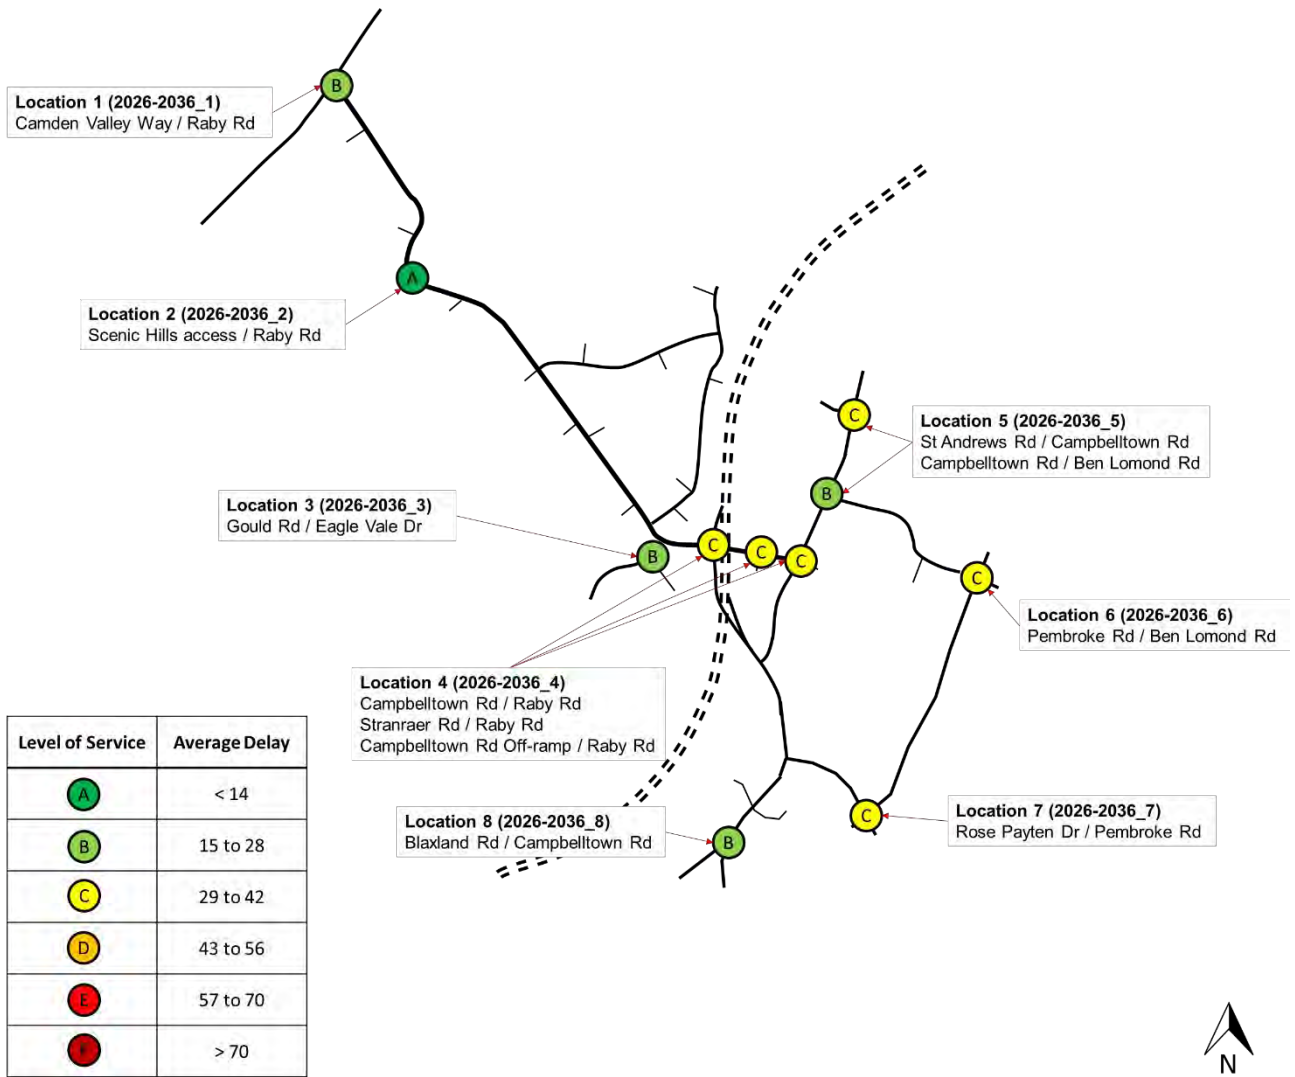 B
Location 1 (2026-2036_1)
Camden Valley Way / Raby Rd
A
Location 2 (2026-2036_2)
Scenic Hills access / Raby Rd
C
Location 5 (2026-2036_5)
St Andrews Rd / Campbelltown Rd
Campbelltown Rd / Ben Lomond Rd
B
Location 3 (2026-2036_3)
Gould Rd / Eagle Vale Dr
B
C
C
C
C
Location 6 (2026-2036_6)
Pembroke Rd / Ben Lomond Rd
Location 4 (2026-2036_4)
Campbelltown Rd / Raby Rd
Stranraer Rd / Raby Rd
Campbelltown Rd Off-ramp / Raby Rd
Location 7 (2026-2036_7)
Rose Payten Dr / Pembroke Rd
C
Location 8 (2026-2036_8)
Blaxland Rd / Campbelltown Rd
B
Level of Service Average Delay
A < 14
B 15 to 28
C 29 to 42
D 43 to 56
E 57 to 70
F > 70
N